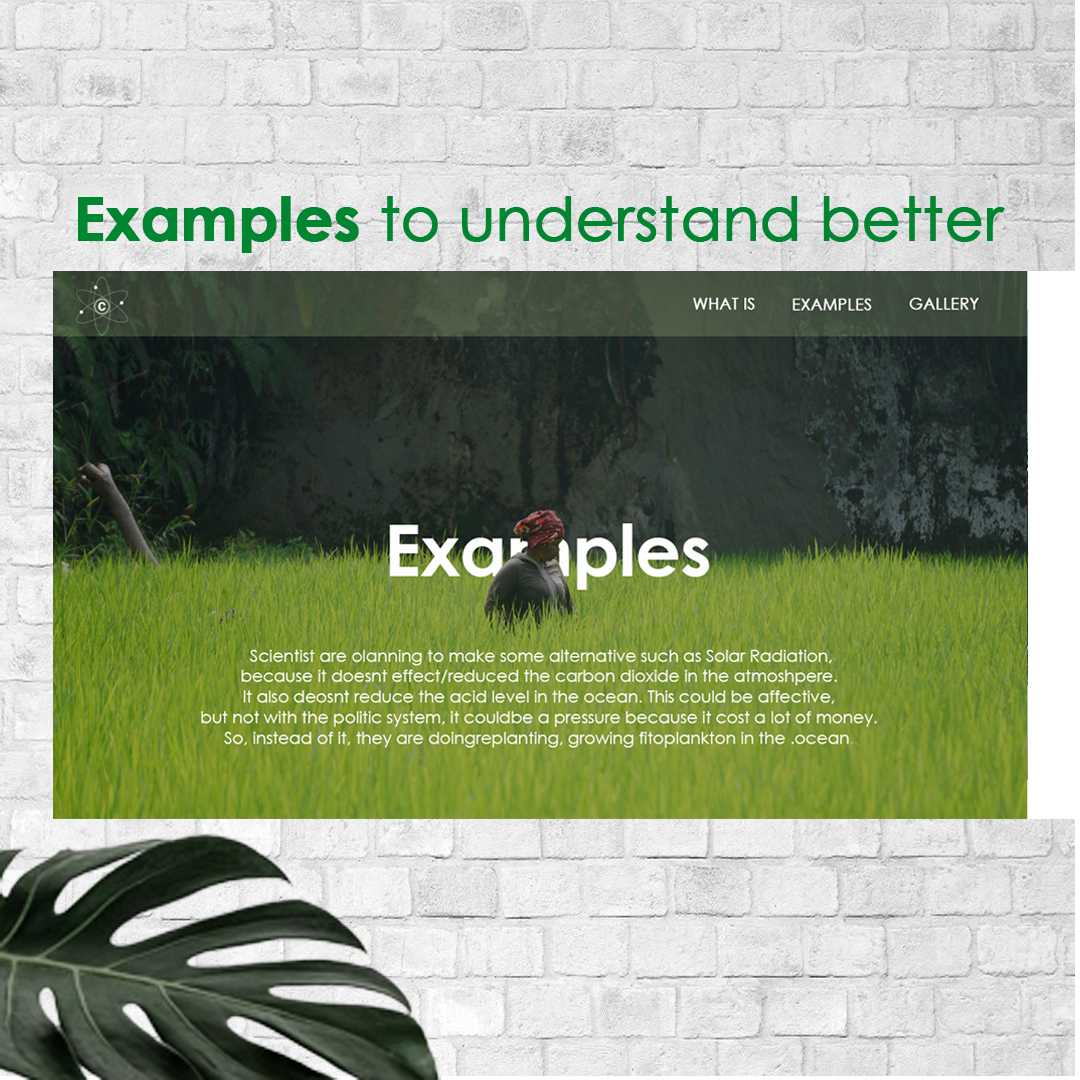 Examples to understand better
C
WHAT IS EXAMPLES GALLERY
Examples
Scientist are olanning to make some alternative such as Solar Radiation,
because it doesnt effect/reduced the carbon dioxide in the atmoshpere.
It also deosnt reduce the acid level in the ocean. This could be affective,
but not with the politic system, it couldbe a pressure because it cost a lot of money.
So, instead of it, they are doingreplanting, growing fitoplankton in the .ocean